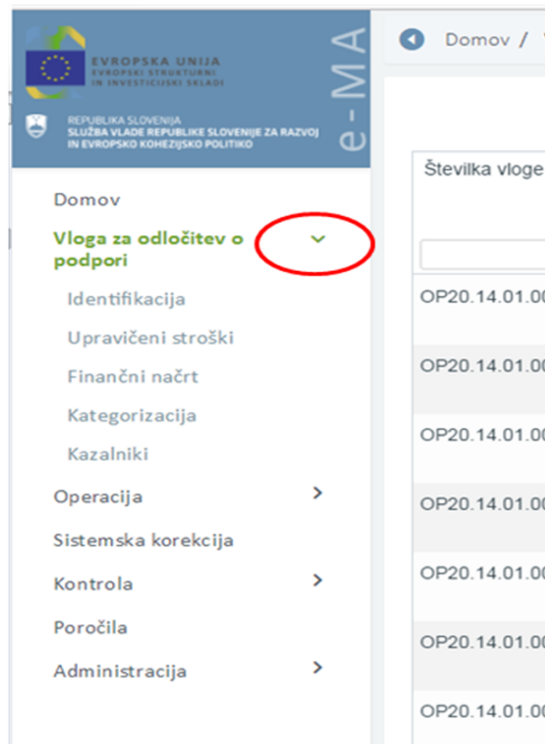 EVROPSKA UNIJA
EVROPSKI STRUKTURNI
IN INVESTICIJSKI SKLADI
REPUBLIKA SLOVENIJA
SLUŽBA VLADE REPUBLIKE SLOVENIJE ZA RAZVOJ
IN EVROPSKO KOHEZIJSKO POLITIKO
e-MA
Domov
Vloga za odločitev o
podpori
Identifikacija
Upravičeni stroški
Finančni načrt
Kategorizacija
Kazalniki
Operacija
Sistemska korekcija
Kontrola
Poročila
Administracija
Domov /
Številka vloge
OP20.14.01.00
OP20.14.01.00
OP20.14.01.00
OP20.14.01.00
OP20.14.01.00
OP20.14.01.00
OP20.14.01.00